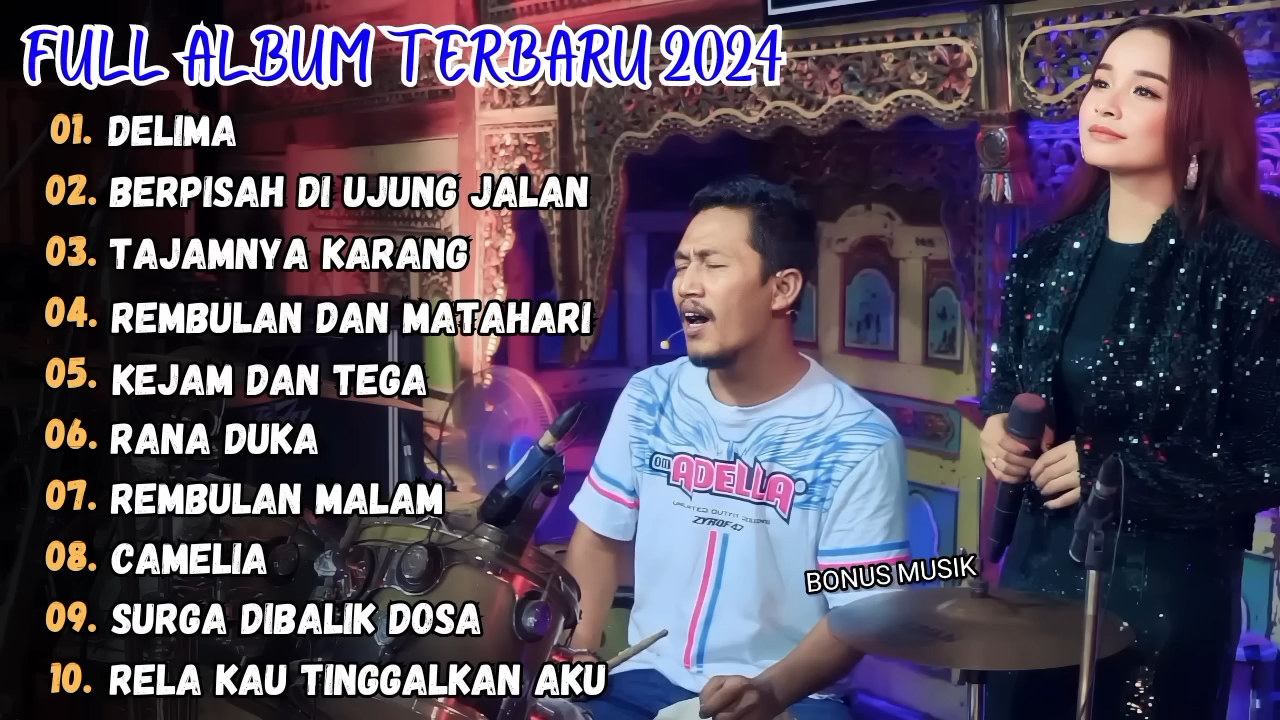 FULL ALBUM TERBARU 2024
01. DELIMA
02. BERPISAH DI UJUNG JALAN
03. TAJAMNYA KARANG
04. REMBULAN DAN MATAHARI
05. KEJAM DAN TEGA
06. RANA DUKA
07. REMBULAN MALAM
08. CAMELIA
09. SURGA DIBALIK DOSA
10. RELA KAU TINGGALKAN AKU
OM ADELLA
ZYROF47
BONUS MUSIK